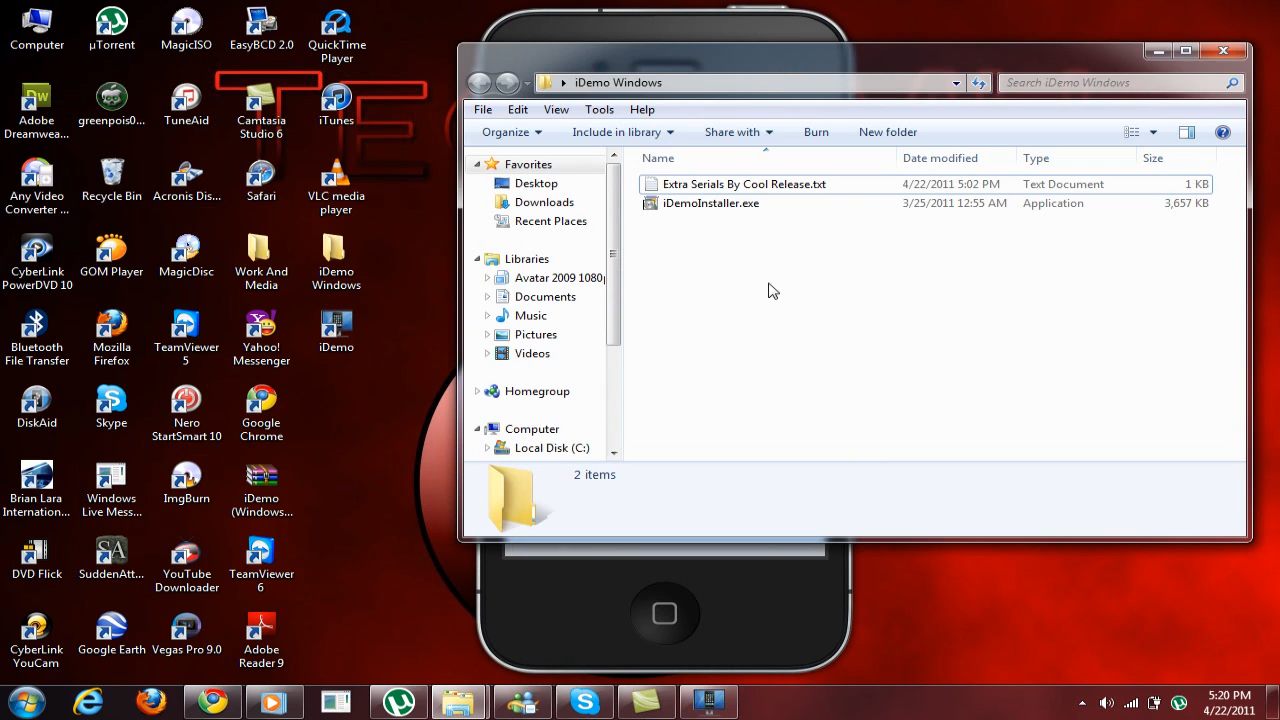 Computer
µTorrent
MagicISO
EasyBCD 2.0
QuickTime
Player
Adobe
Dreamwea...
greenpois0...
TuneAid
Camtasia
Studio 6
iTunes
Any Video
Converter ...
Recycle Bin
Acronis Dis...
Safari
VLC media
player
CyberLink
PowerDVD 10
GOM Player
MagicDisc
Work And
Media
iDemo
Windows
Bluetooth
File Transfer
Mozilla
Firefox
TeamViewer
5
Yahoo!
Messenger
iDemo
DiskAid
Skype
Nero
StartSmart 10
Google
Chrome
Brian Lara
Internation...
Windows
Live Mess...
ImgBurn
iDemo
(Windows...
DVD Flick
SuddenAtt...
YouTube
Downloader
TeamViewer
6
CyberLink
YouCam
Google Earth
Vegas Pro 9.0
Adobe
Reader 9
iDemo Windows
Search iDemo Windows
File Edit View Tools Help
Organize Include in library Share with Burn New folder
Name Date modified Type Size
Extra Serials By Cool Release.txt 4/22/2011 5:02 PM Text Document 1 KB
iDemoInstaller.exe 3/25/2011 12:55 AM Application 3,657 KB
Favorites
Desktop
Downloads
Recent Places
Libraries
Avatar 2009 1080p
Documents
Music
Pictures
Videos
Homegroup
Computer
Local Disk (C:)
2 items
5:20 PM
4/22/2011